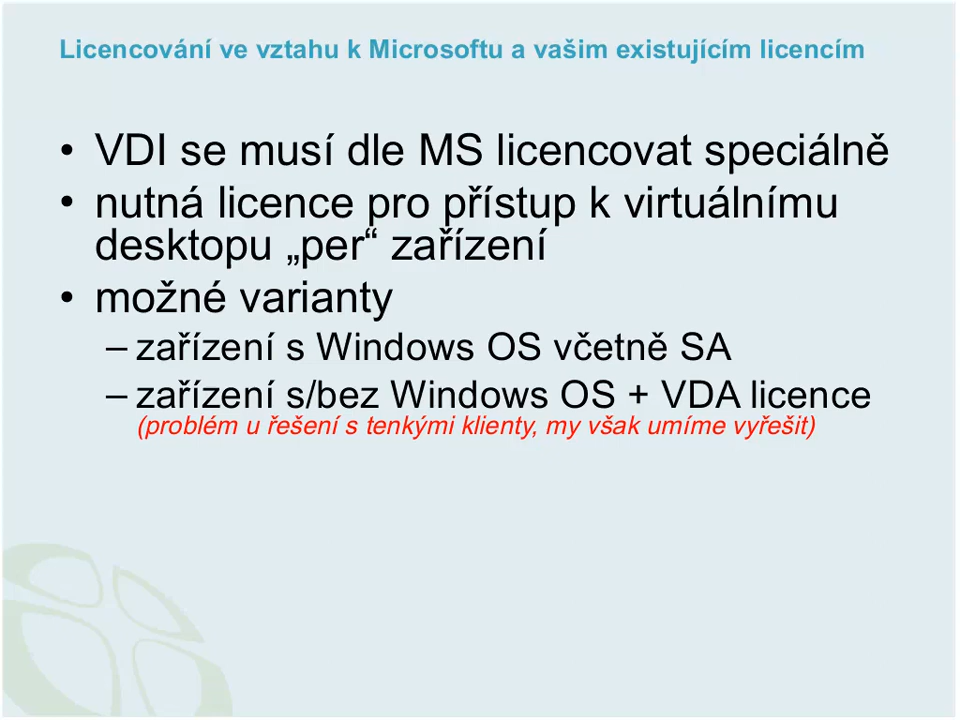 Licencování ve vztahu k Microsoftu a vašim existujícím licencím
• VDI se musí dle MS licencovat speciálně
• nutná licence pro přístup k virtuálnímu
desktopu „per“ zařízení
• možné varianty
– zařízení s Windows OS včetně SA
– zařízení s/bez Windows OS + VDA licence
(problém u řešení s tenkými klienty, my však umíme vyřešit)